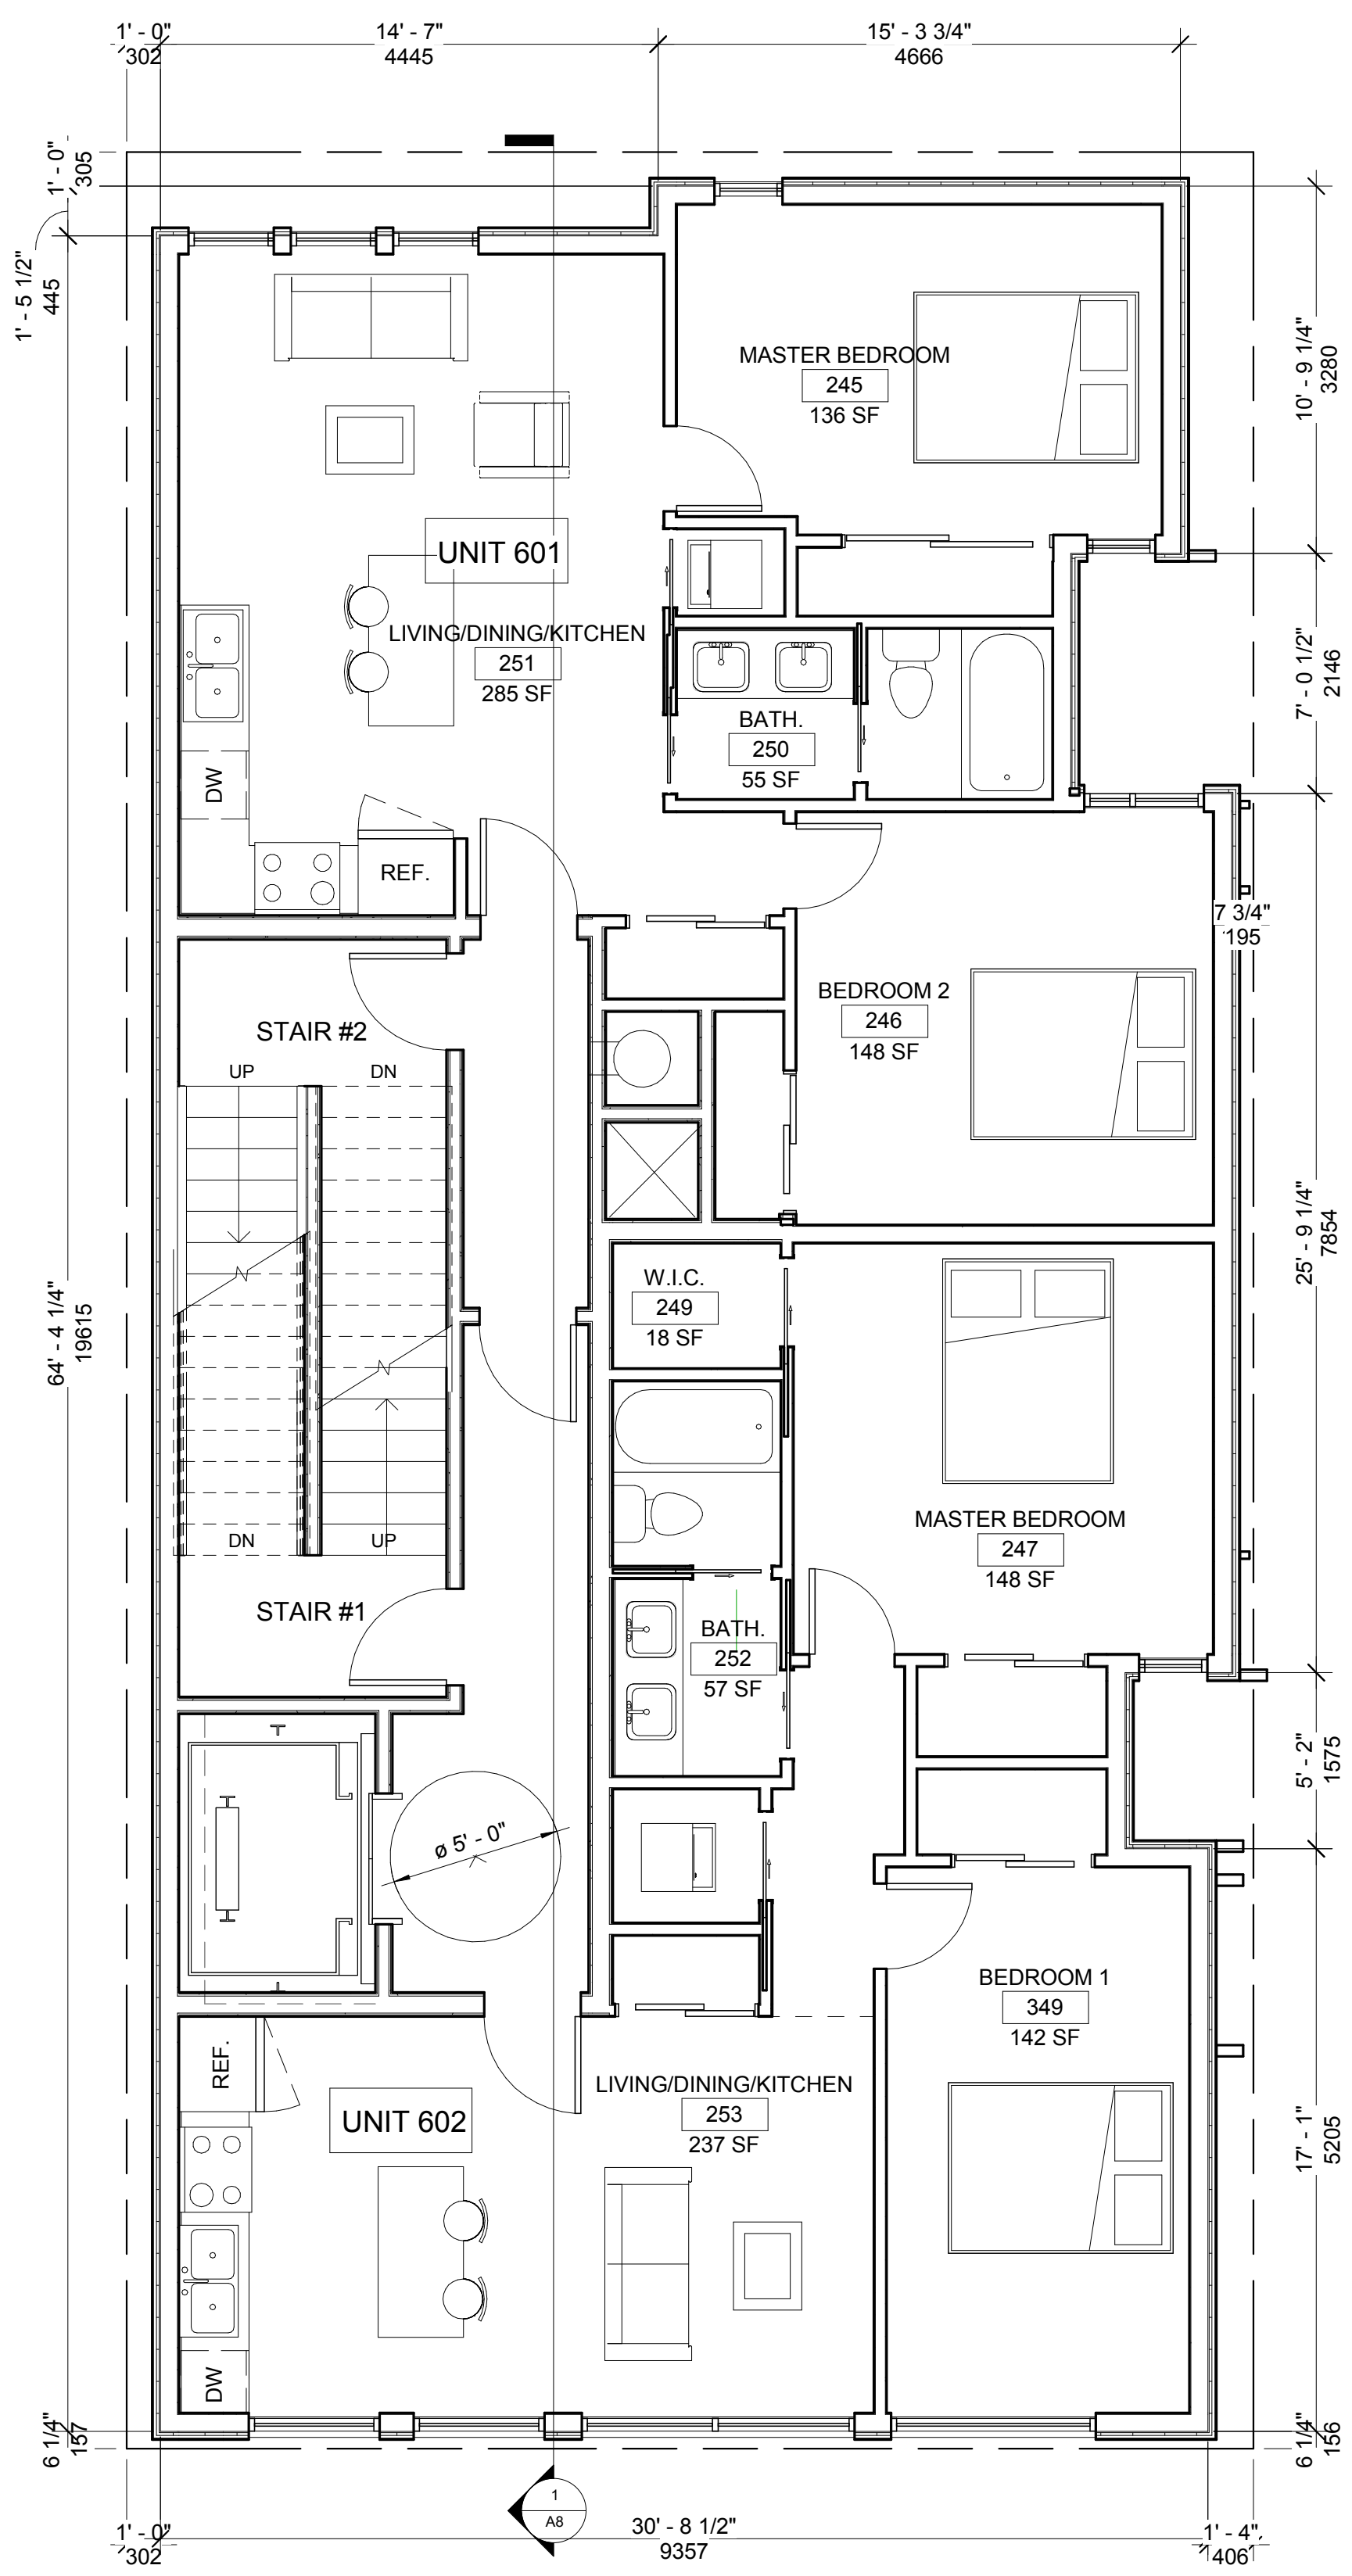 1' - 0"
302
14' - 7"
4445
15' - 3 3/4"
4666
1' - 0"
305
1' - 5 1/2"
445
MASTER BEDROOM
245
136 SF
10' - 9 1/4"
3280
UNIT 601
LIVING/DINING/KITCHEN
251
285 SF
7' - 0 1/2"
2146
BATH.
250
55 SF
DW
REF.
7 3/4"
195
BEDROOM 2
246
148 SF
STAIR #2
UP
DN
25' - 9 1/4"
7854
W.I.C.
249
18 SF
64' - 4 1/4"
19615
MASTER BEDROOM
247
148 SF
DN
UP
STAIR #1
BATH.
252
57 SF
5' - 2"
1575
ø 5' - 0"
BEDROOM 1
349
142 SF
REF.
LIVING/DINING/KITCHEN
253
237 SF
UNIT 602
17' - 1"
5205
DW
6 1/4"
157
6 1/4"
156
1
A8
1' - 0"
302
30' - 8 1/2"
9357
1' - 4"
406